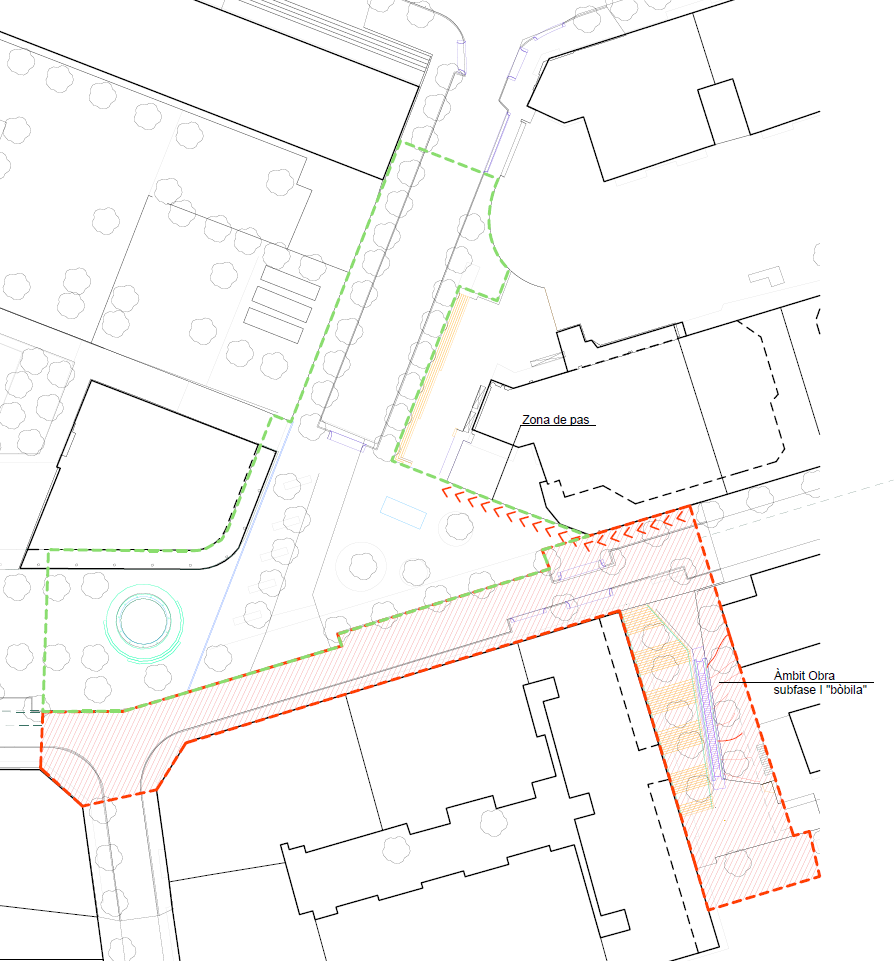 Zona de pas
Àmbit Obra
subfase I "bòbila"